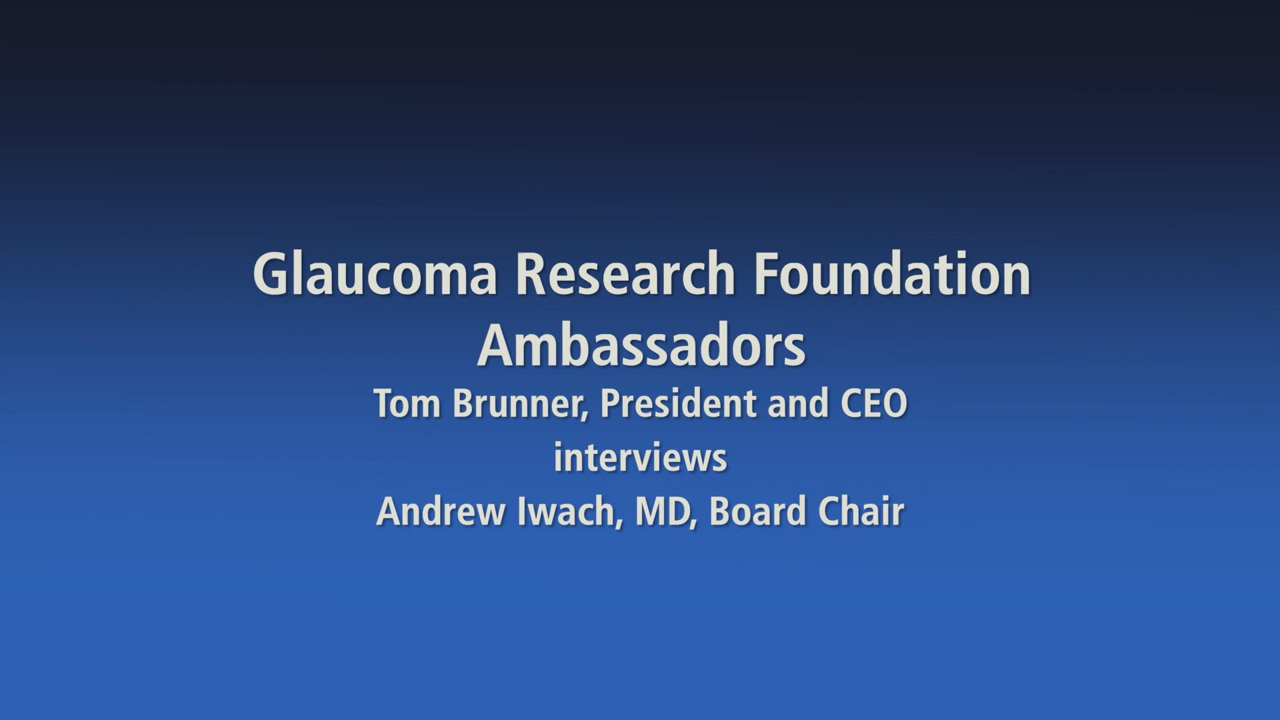 Glaucoma Research Foundation
Ambassadors
Tom Brunner, President and CEO
interviews
Andrew Iwach, MD, Board Chair